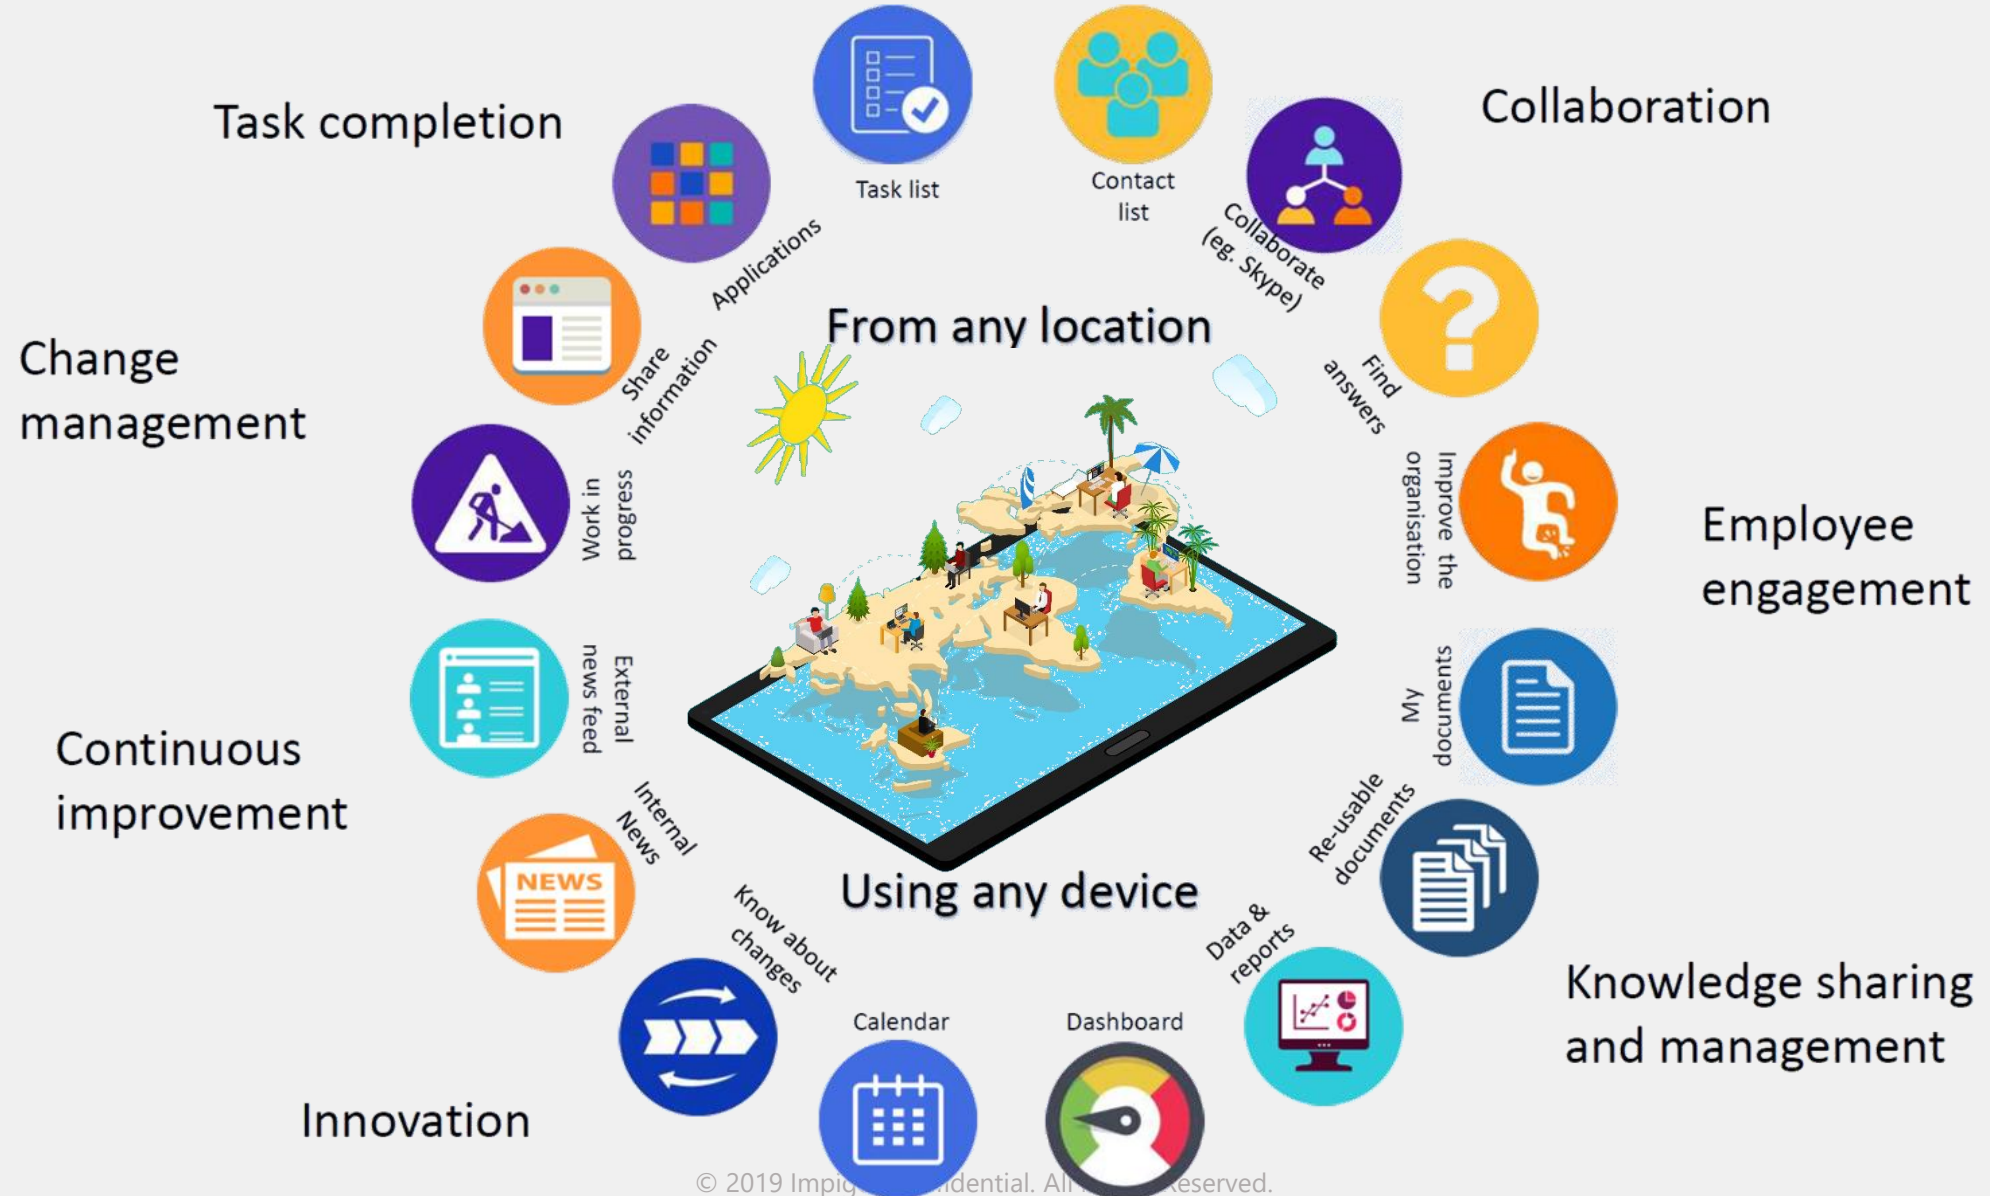 Task completion
Collaboration
Change
management
Employee
engagement
Continuous
improvement
Knowledge sharing
and management
Innovation
From any location
Using any device
Task list
Contact
list
Collaborate
(eg. Skype)
Find
answers
Improve the
organisation
My
documents
Re-usable
documents
Data &
reports
Dashboard
Calendar
Know about
changes
Internal
News
NEWS
External
news feed
Work in
progress
Share
information
Applications
© 2019 All